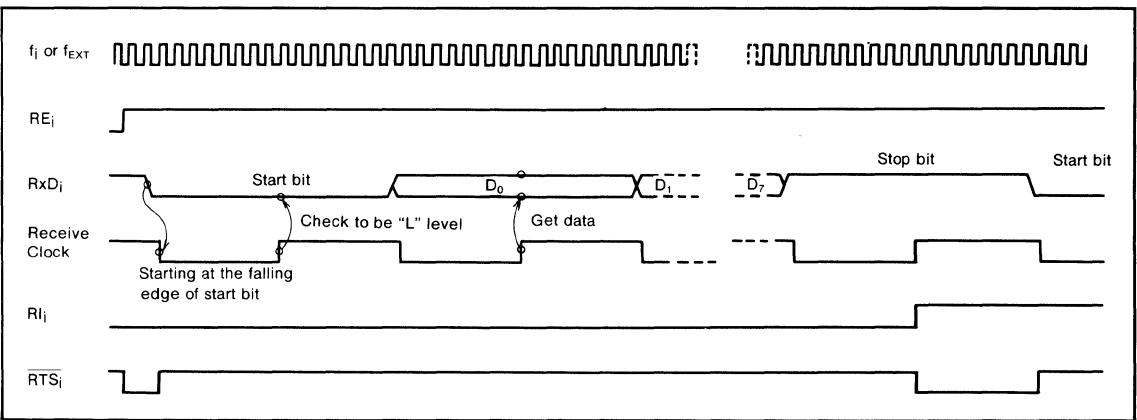 fi or fEXT
REi
RxDi
Start bit
D0
D1
D7
Stop bit
Start bit
Check to be "L" level
Get data
Receive
Clock
Starting at the falling
edge of start bit
RIi
RTSi